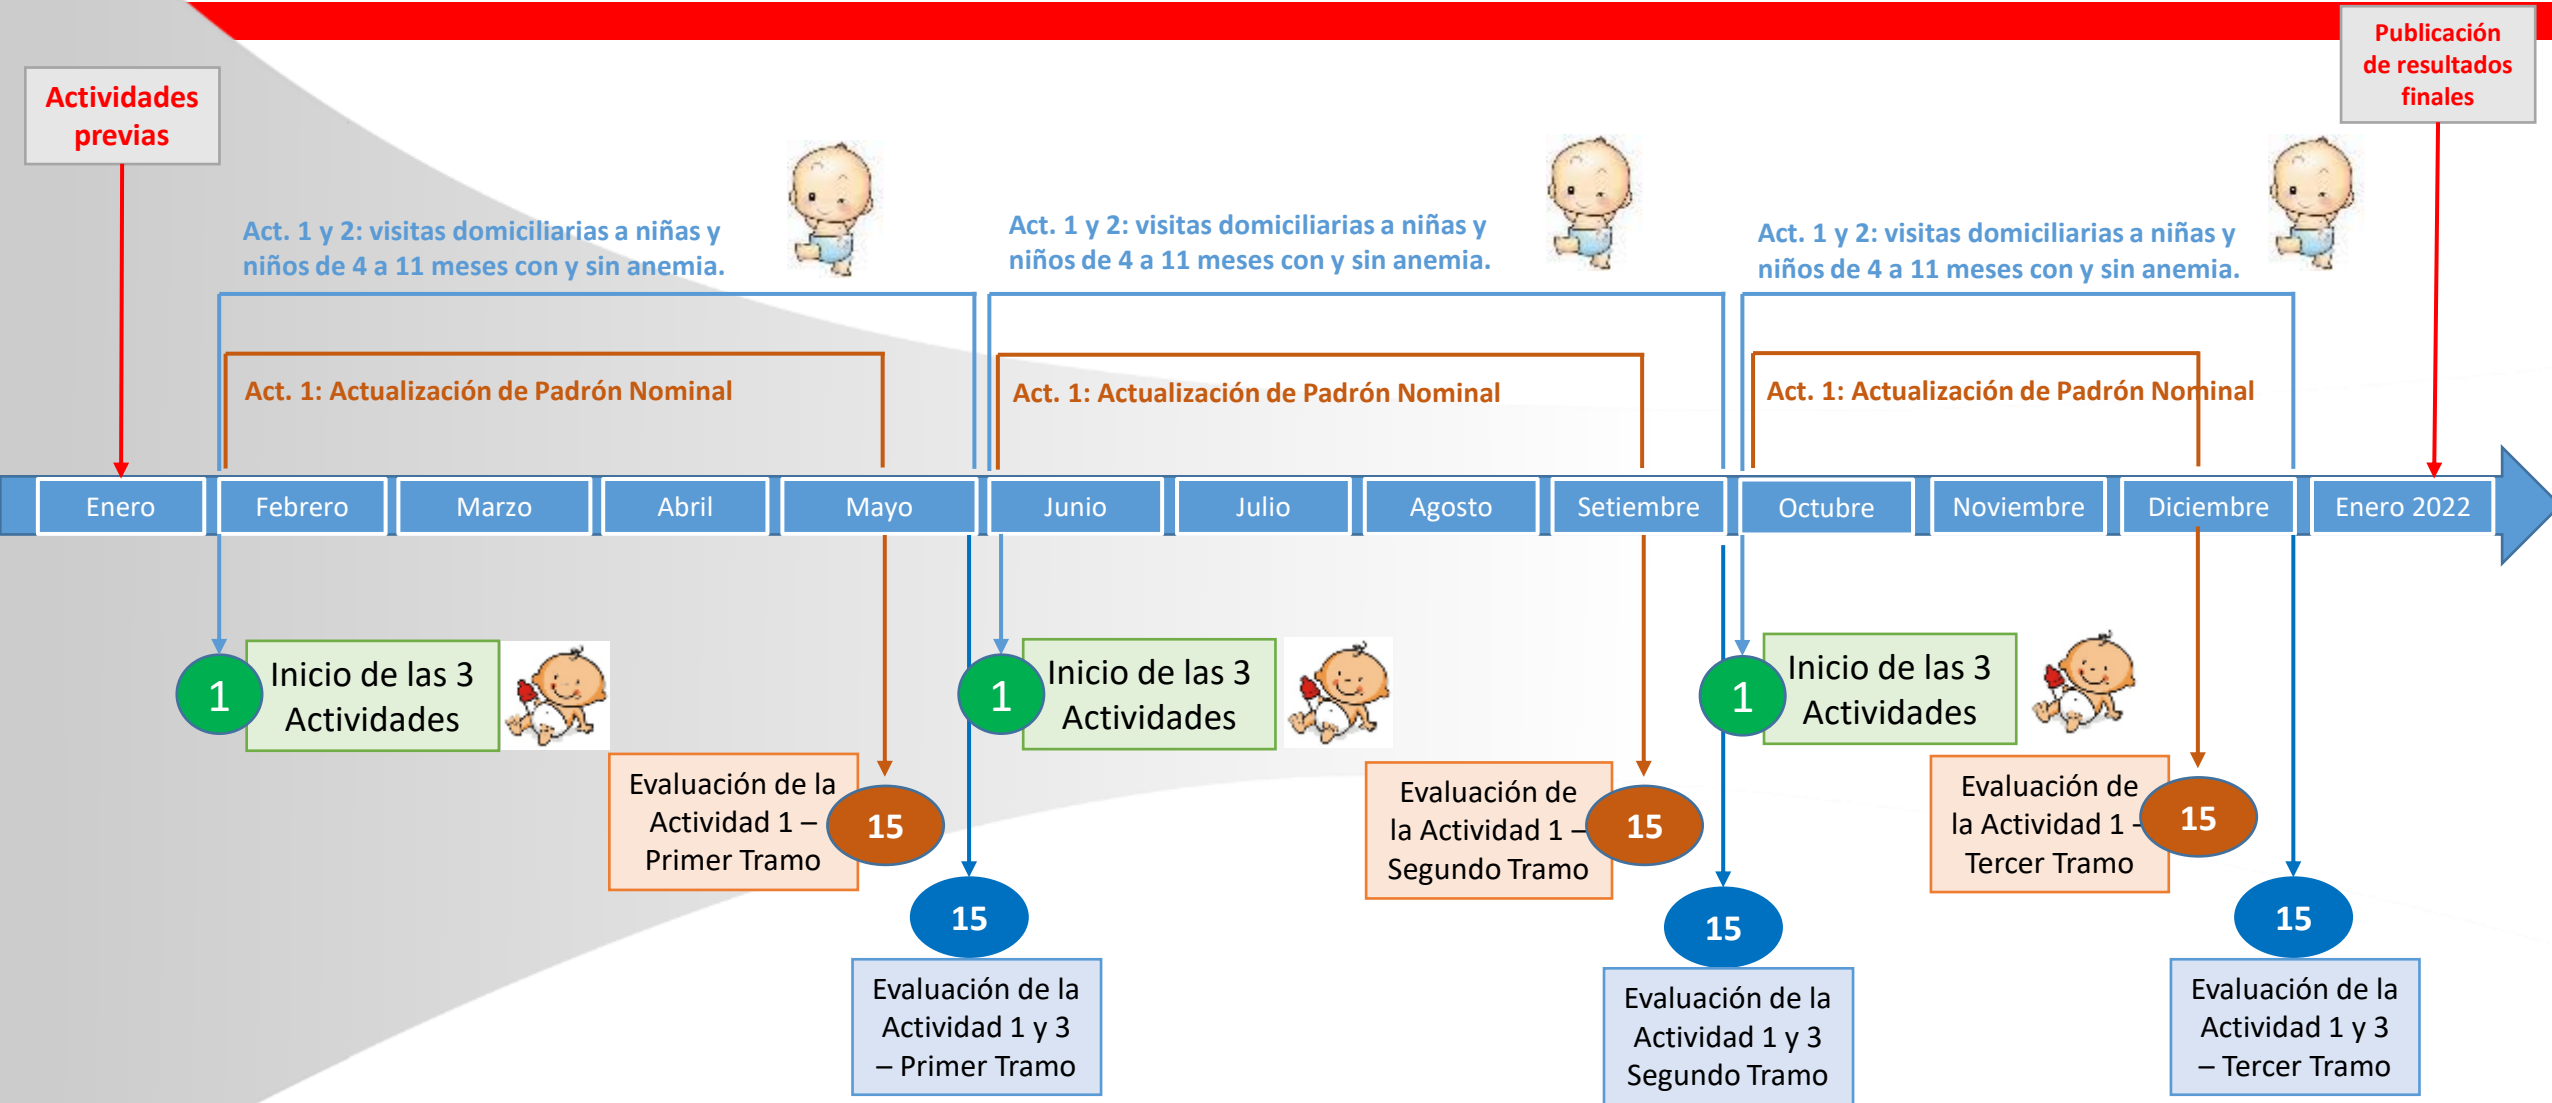 Publicación
de resultados
finales
Actividades
previas
Act. 1 y 2: visitas domiciliarias a niñas y
niños de 4 a 11 meses con y sin anemia.
Act. 1 y 2: visitas domiciliarias a niñas y
niños de 4 a 11 meses con y sin anemia.
Act. 1 y 2: visitas domiciliarias a niñas y
niños de 4 a 11 meses con y sin anemia.
Act. 1: Actualización de Padrón Nominal
Act. 1: Actualización de Padrón Nominal
Act. 1: Actualización de Padrón Nominal
Enero
Febrero
Marzo
Abril
Mayo
Junio
Julio
Agosto
Setiembre
Octubre
Noviembre
Diciembre
Enero 2022
1
Inicio de las 3
Actividades
1
Inicio de las 3
Actividades
1
Inicio de las 3
Actividades
Evaluación de la
Actividad 1 –
Primer Tramo
15
Evaluación de
la Actividad 1 –
Segundo Tramo
15
Evaluación de
la Actividad 1 –
Tercer Tramo
15
15
Evaluación de la
Actividad 1 y 3
– Primer Tramo
15
Evaluación de la
Actividad 1 y 3
Segundo Tramo
15
Evaluación de la
Actividad 1 y 3
– Tercer Tramo